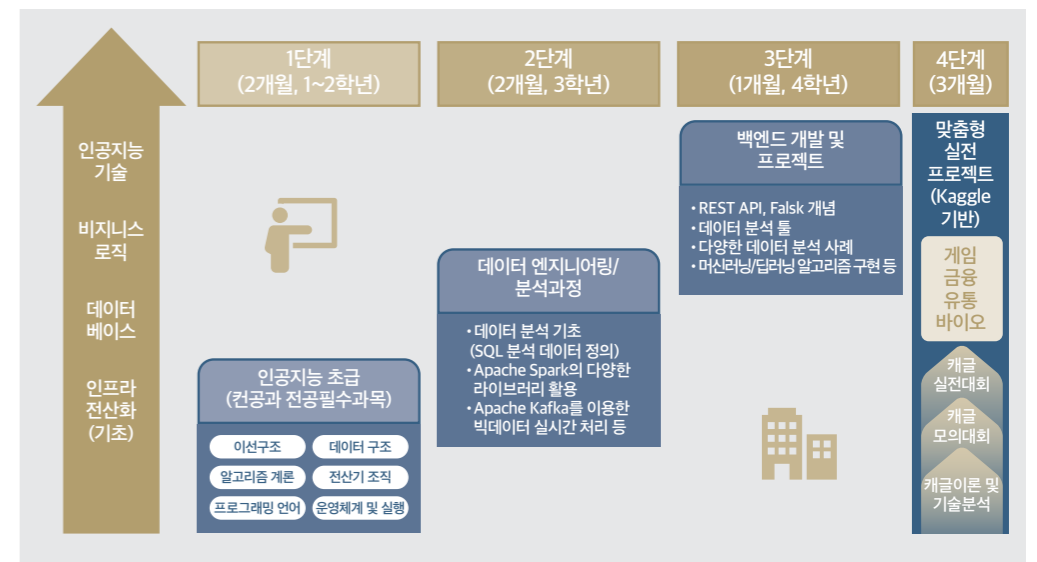 1단계
(2개월, 1~2학년)
2단계
(2개월, 3학년)
3단계
(1개월, 4학년)
4단계
(3개월)
인공지능
기술
비지니스
로직
데이터
베이스
인프라
전산화
(기초)
인공지능 초급
(컨공과 전공필수과목)
이선구조
데이터 구조
알고리즘 계론
전산기 조직
프로그래밍 언어
운영체계 및 실행
데이터 엔지니어링/
분석과정
• 데이터 분석 기초
(SQL 분석 데이터 정의)
• Apache Spark의 다양한
라이브러리 활용
• Apache Kafka를 이용한
빅데이터 실시간 처리 등
백엔드 개발 및
프로젝트
• REST API, Falsk 개념
• 데이터 분석 툴
• 다양한 데이터 분석 사례
• 머신러닝/딥러닝 알고리즘 구현 등
맞춤형
실전
프로젝트
(Kaggle
기반)
게임
금융
유통
바이오
캐글
실전대회
캐글
모의대회
캐글이론 및
기술분석